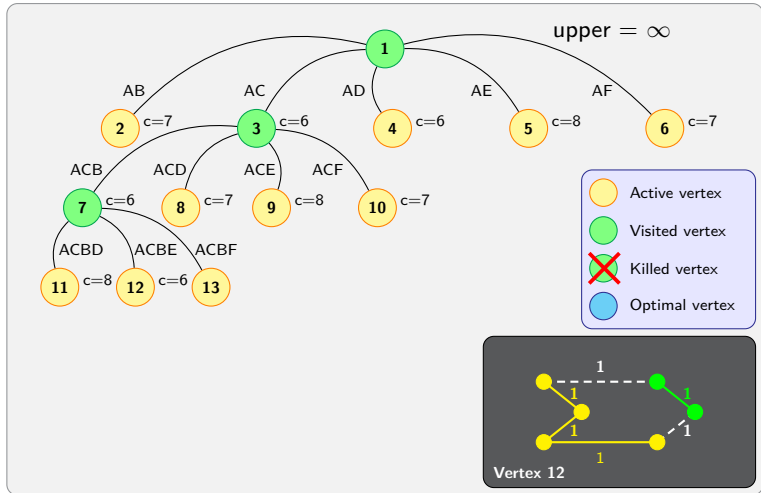 upper = ∞
1
AB AC AD AE AF
2 c=7 3 c=6 4 c=6 5 c=8 6 c=7
ACB ACD ACE ACF
7 c=6 8 c=7 9 c=8 10 c=7
ACBD ACBE ACBF
11 c=8 12 c=6 13
Active vertex
Visited vertex
Killed vertex
Optimal vertex
1
1 1
1 1
1
Vertex 12